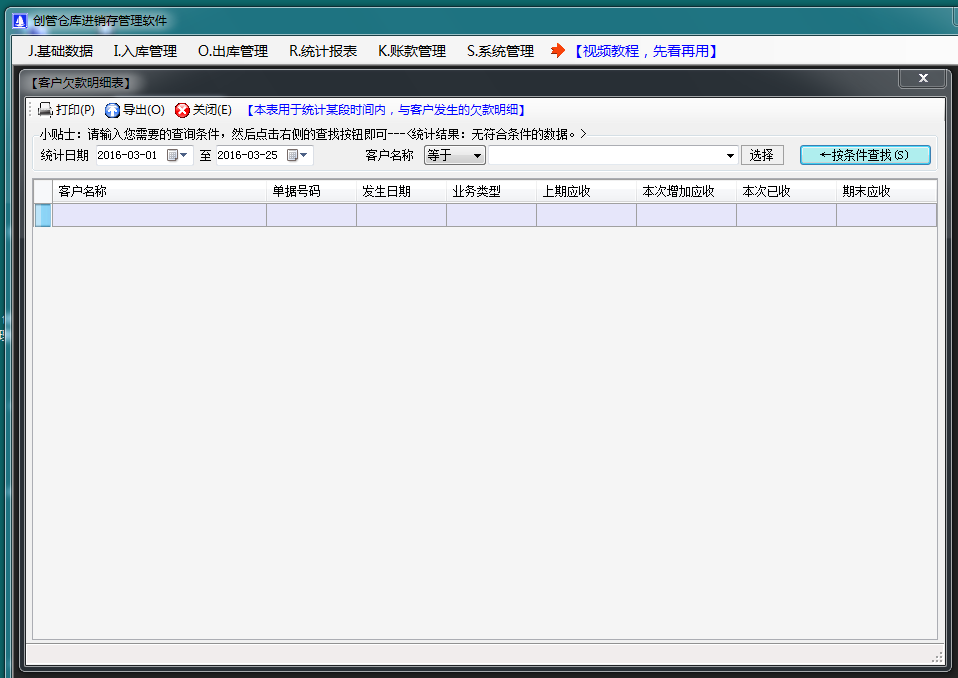 创管仓库进销存管理软件
J.基础数据 I.入库管理 O.出库管理 R.统计报表 K.账款管理 S.系统管理 【视频教程，先看再用】
【客户欠款明细表】
打印(P) 导出(O) 关闭(E) 【本表用于统计某段时间内，与客户发生的欠款明细】
小贴士：请输入您需要的查询条件，然后点击右侧的查找按钮即可---<统计结果：无符合条件的数据。>
统计日期 2016-03-01 至 2016-03-25 客户名称 等于 选择 ←按条件查找(S)
客户名称 单据号码 发生日期 业务类型 上期应收 本次增加应收 本次已收 期末应收